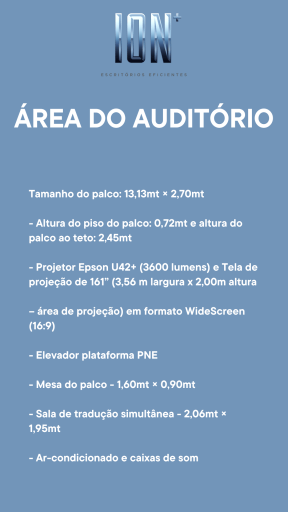 ION+
ESCRITÓRIOS EFICIENTES
ÁREA DO AUDITÓRIO
Tamanho do palco: 13,13mt × 2,70mt
- Altura do piso do palco: 0,72mt e altura do
palco ao teto: 2,45mt
- Projetor Epson U42+ (3600 lumens) e Tela de
projeção de 161" (3,56 m largura x 2,00m altura
– área de projeção) em formato WideScreen
(16:9)
- Elevador plataforma PNE
- Mesa do palco - 1,60mt × 0,90mt
- Sala de tradução simultânea - 2,06mt ×
1,95mt
- Ar-condicionado e caixas de som